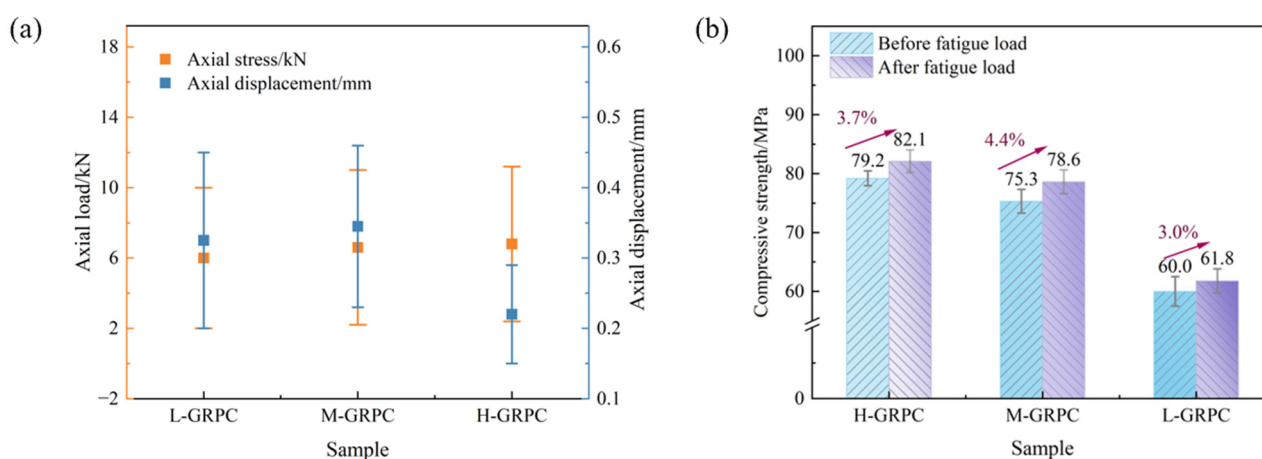 (a)
18
14
10
6
2
−2
Axial load/kN
Axial stress/kN
Axial displacement/mm
0.6
0.5
0.4
0.3
0.2
0.1
Axial displacement/mm
L-GRPC M-GRPC H-GRPC
Sample
(b)
100
90
80
70
60
0
Compressive strength/MPa
Before fatigue load
After fatigue load
3.7%
79.2 82.1
4.4%
75.3 78.6
3.0%
60.0 61.8
H-GRPC M-GRPC L-GRPC
Sample